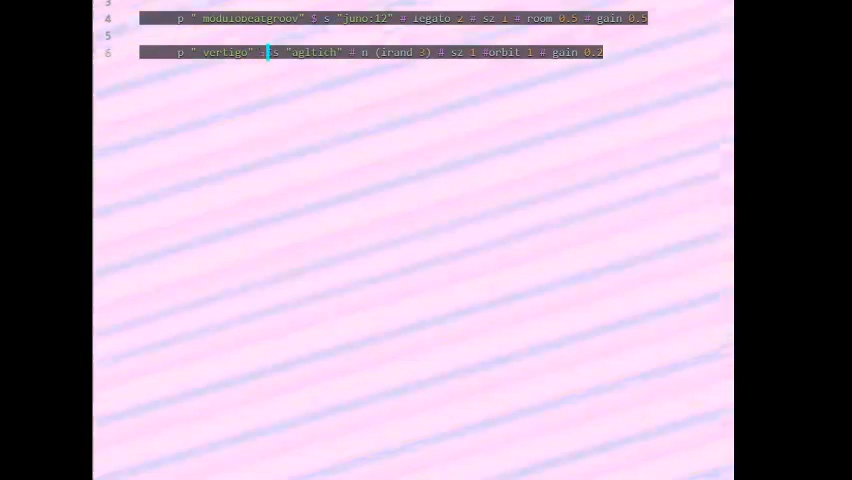 3
4 p " modulobeatgroov" $ s "juno:12" # legato 2 # sz 1 # room 0.5 # gain 0.5
5
6 p " vertigo" $s "agltich" # n (irand 3) # sz 1 #orbit 1 # gain 0.2